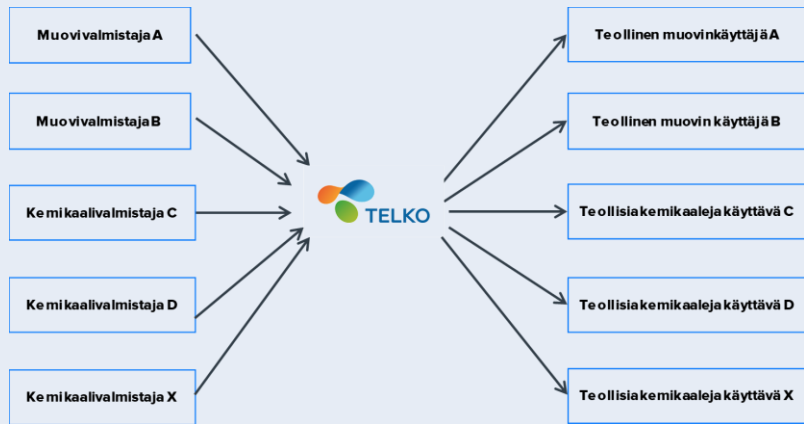 Muovivalmistaja A
Muovivalmistaja B
Kemikaalivalmistaja C
Kemikaalivalmistaja D
Kemikaalivalmistaja X
TELKO
Teollinen muovinkäyttäjä A
Teollinen muovin käyttäjä B
Teollisia kemikaaleja käyttävä C
Teollisia kemikaaleja käyttävä D
Teollisia kemikaaleja käyttävä X